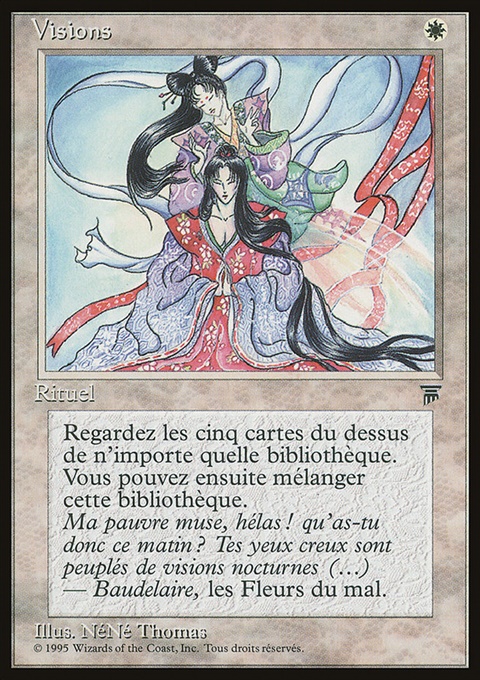 Visions
Rituel
Regardez les cinq cartes du dessus
de n'importe quelle bibliothèque.
Vous pouvez ensuite mélanger
cette bibliothèque.
Ma pauvre muse, hélas ! qu'as-tu
donc ce matin ? Tes yeux creux sont
peuplés de visions nocturnes (…)
— Baudelaire, les Fleurs du mal.
Illus. NéNé Thomas
© 1995 Wizards of the Coast, Inc. Tous droits réservés.